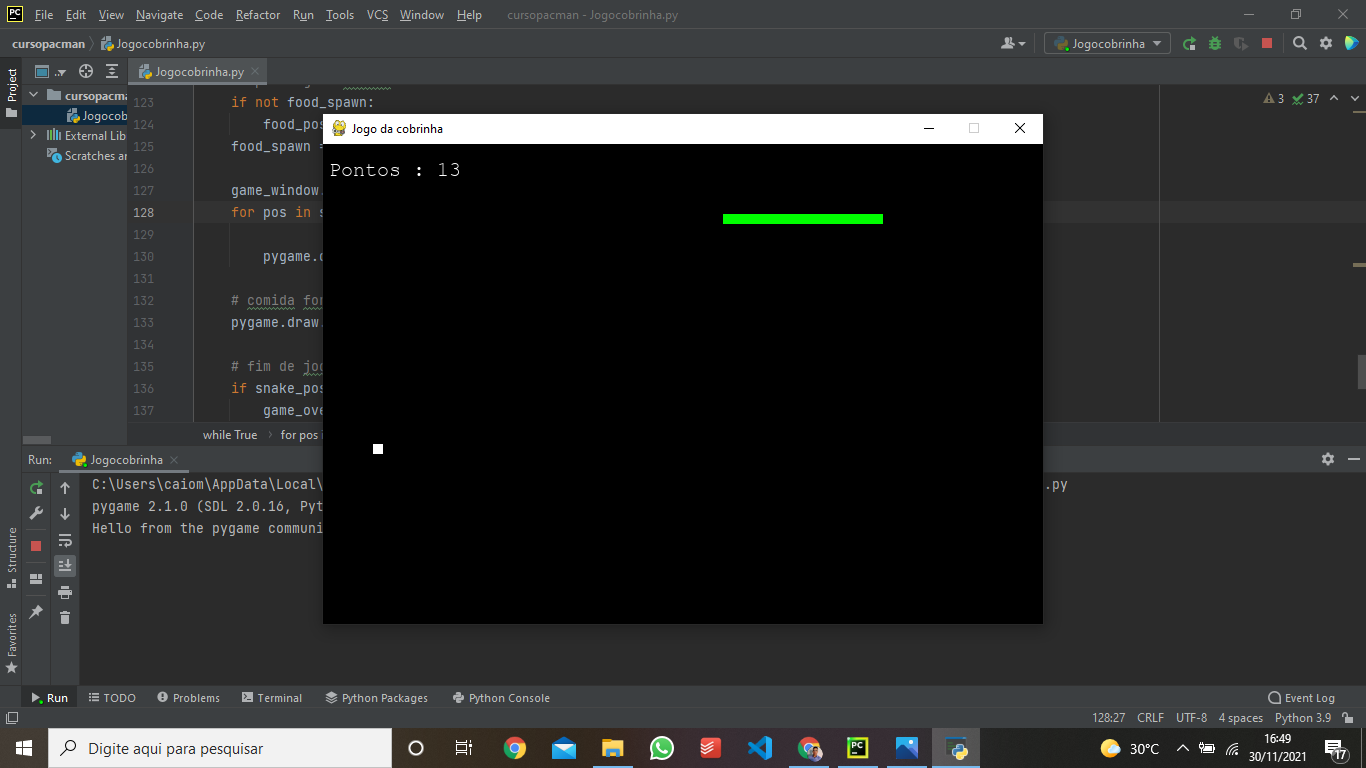 PC File Edit View Navigate Code Refactor Run Tools VCS Window Help cursopacman - Jogocobrinha.py
cursopacman Jogocobrinha.py Jogocobrinha
Project
.. Jogocobrinha.py
cursopacma
Jogocob
External Lib
Scratches ar
3 37
123 if not food_spawn:
124 food_pos
125 food_spawn =
126
127 game_window.
128 for pos in s
129
130 pygame.d
131
132 # comida for
133 pygame.draw.
134
135 # fim de jog
136 if snake_pos
137 game_ove
while True for pos i
Jogo da cobrinha
Pontos : 13
Run: Jogocobrinha
C:\Users\caiom\AppData\Local\ .py
pygame 2.1.0 (SDL 2.0.16, Pyt
Hello from the pygame communi
Structure
Favorites
Run TODO Problems Terminal Python Packages Python Console Event Log
128:27 CRLF UTF-8 4 spaces Python 3.9
Digite aqui para pesquisar
PC
30°C
16:49
30/11/2021
17